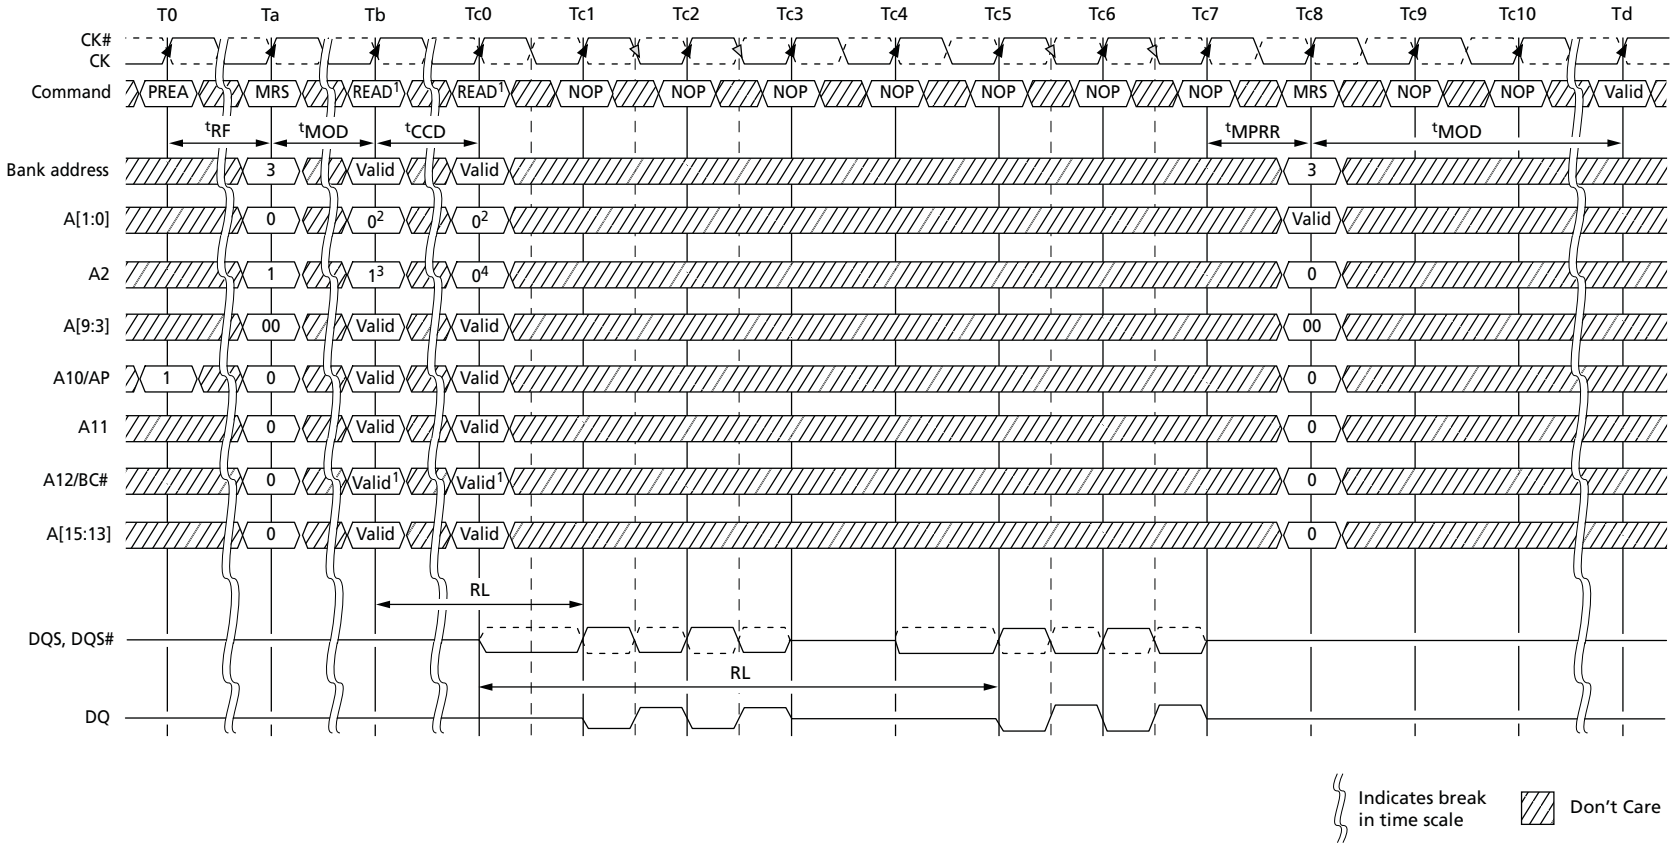 T0 Ta Tb Tc0 Tc1 Tc2 Tc3 Tc4 Tc5 Tc6 Tc7 Tc8 Tc9 Tc10 Td
CK#
CK
Command PREA MRS READ1 READ1 NOP NOP NOP NOP NOP NOP NOP MRS NOP NOP Valid
tRF tMOD tCCD tMPRR tMOD
Bank address 3 Valid Valid 3
A[1:0] 0 02 02 Valid
A2 1 13 04 0
A[9:3] 00 Valid Valid 00
A10/AP 1 0 Valid Valid 0
A11 0 Valid Valid 0
A12/BC# 0 Valid1 Valid1 0
A[15:13] 0 Valid Valid 0
RL
DQS, DQS#
RL
DQ
Indicates break
in time scale
Don't Care